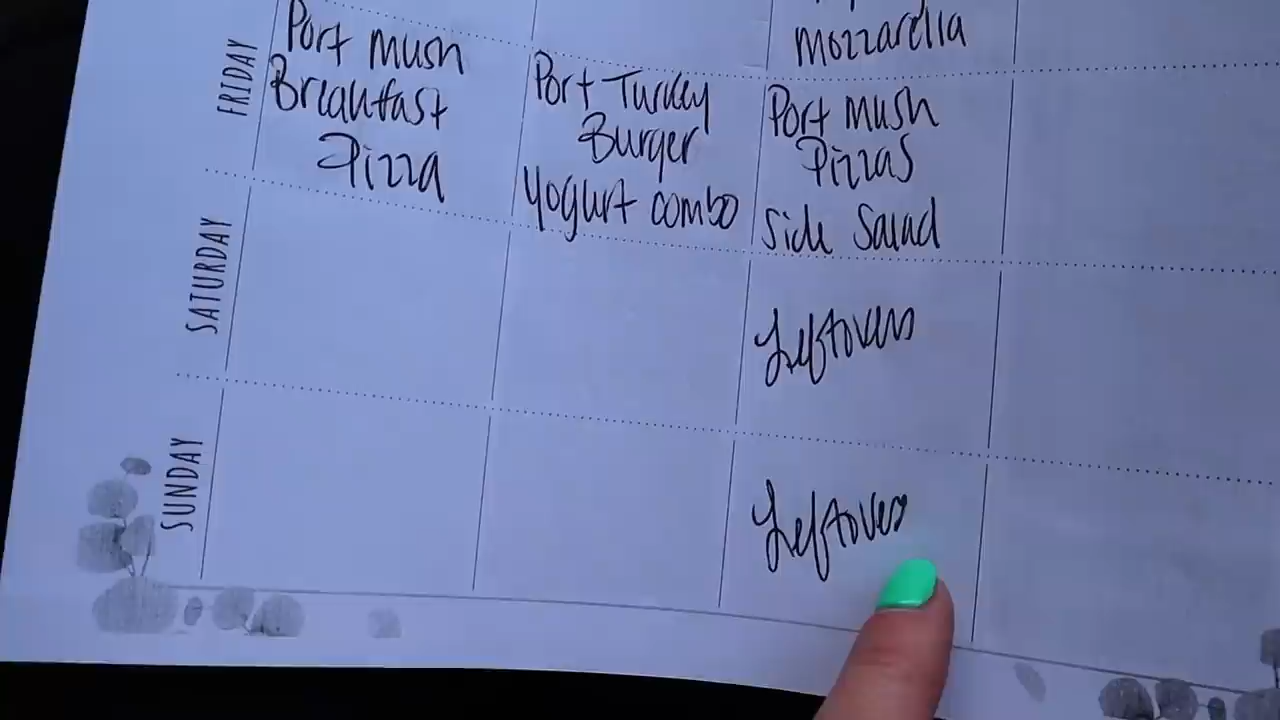 mozzarella
FRIDAY
Port mush
Breakfast
Pizza
Port Turkey
Burger
Yogurt combo
Port mush
Pizzas
Side Salad
SATURDAY
Leftovers
SUNDAY
Leftovers